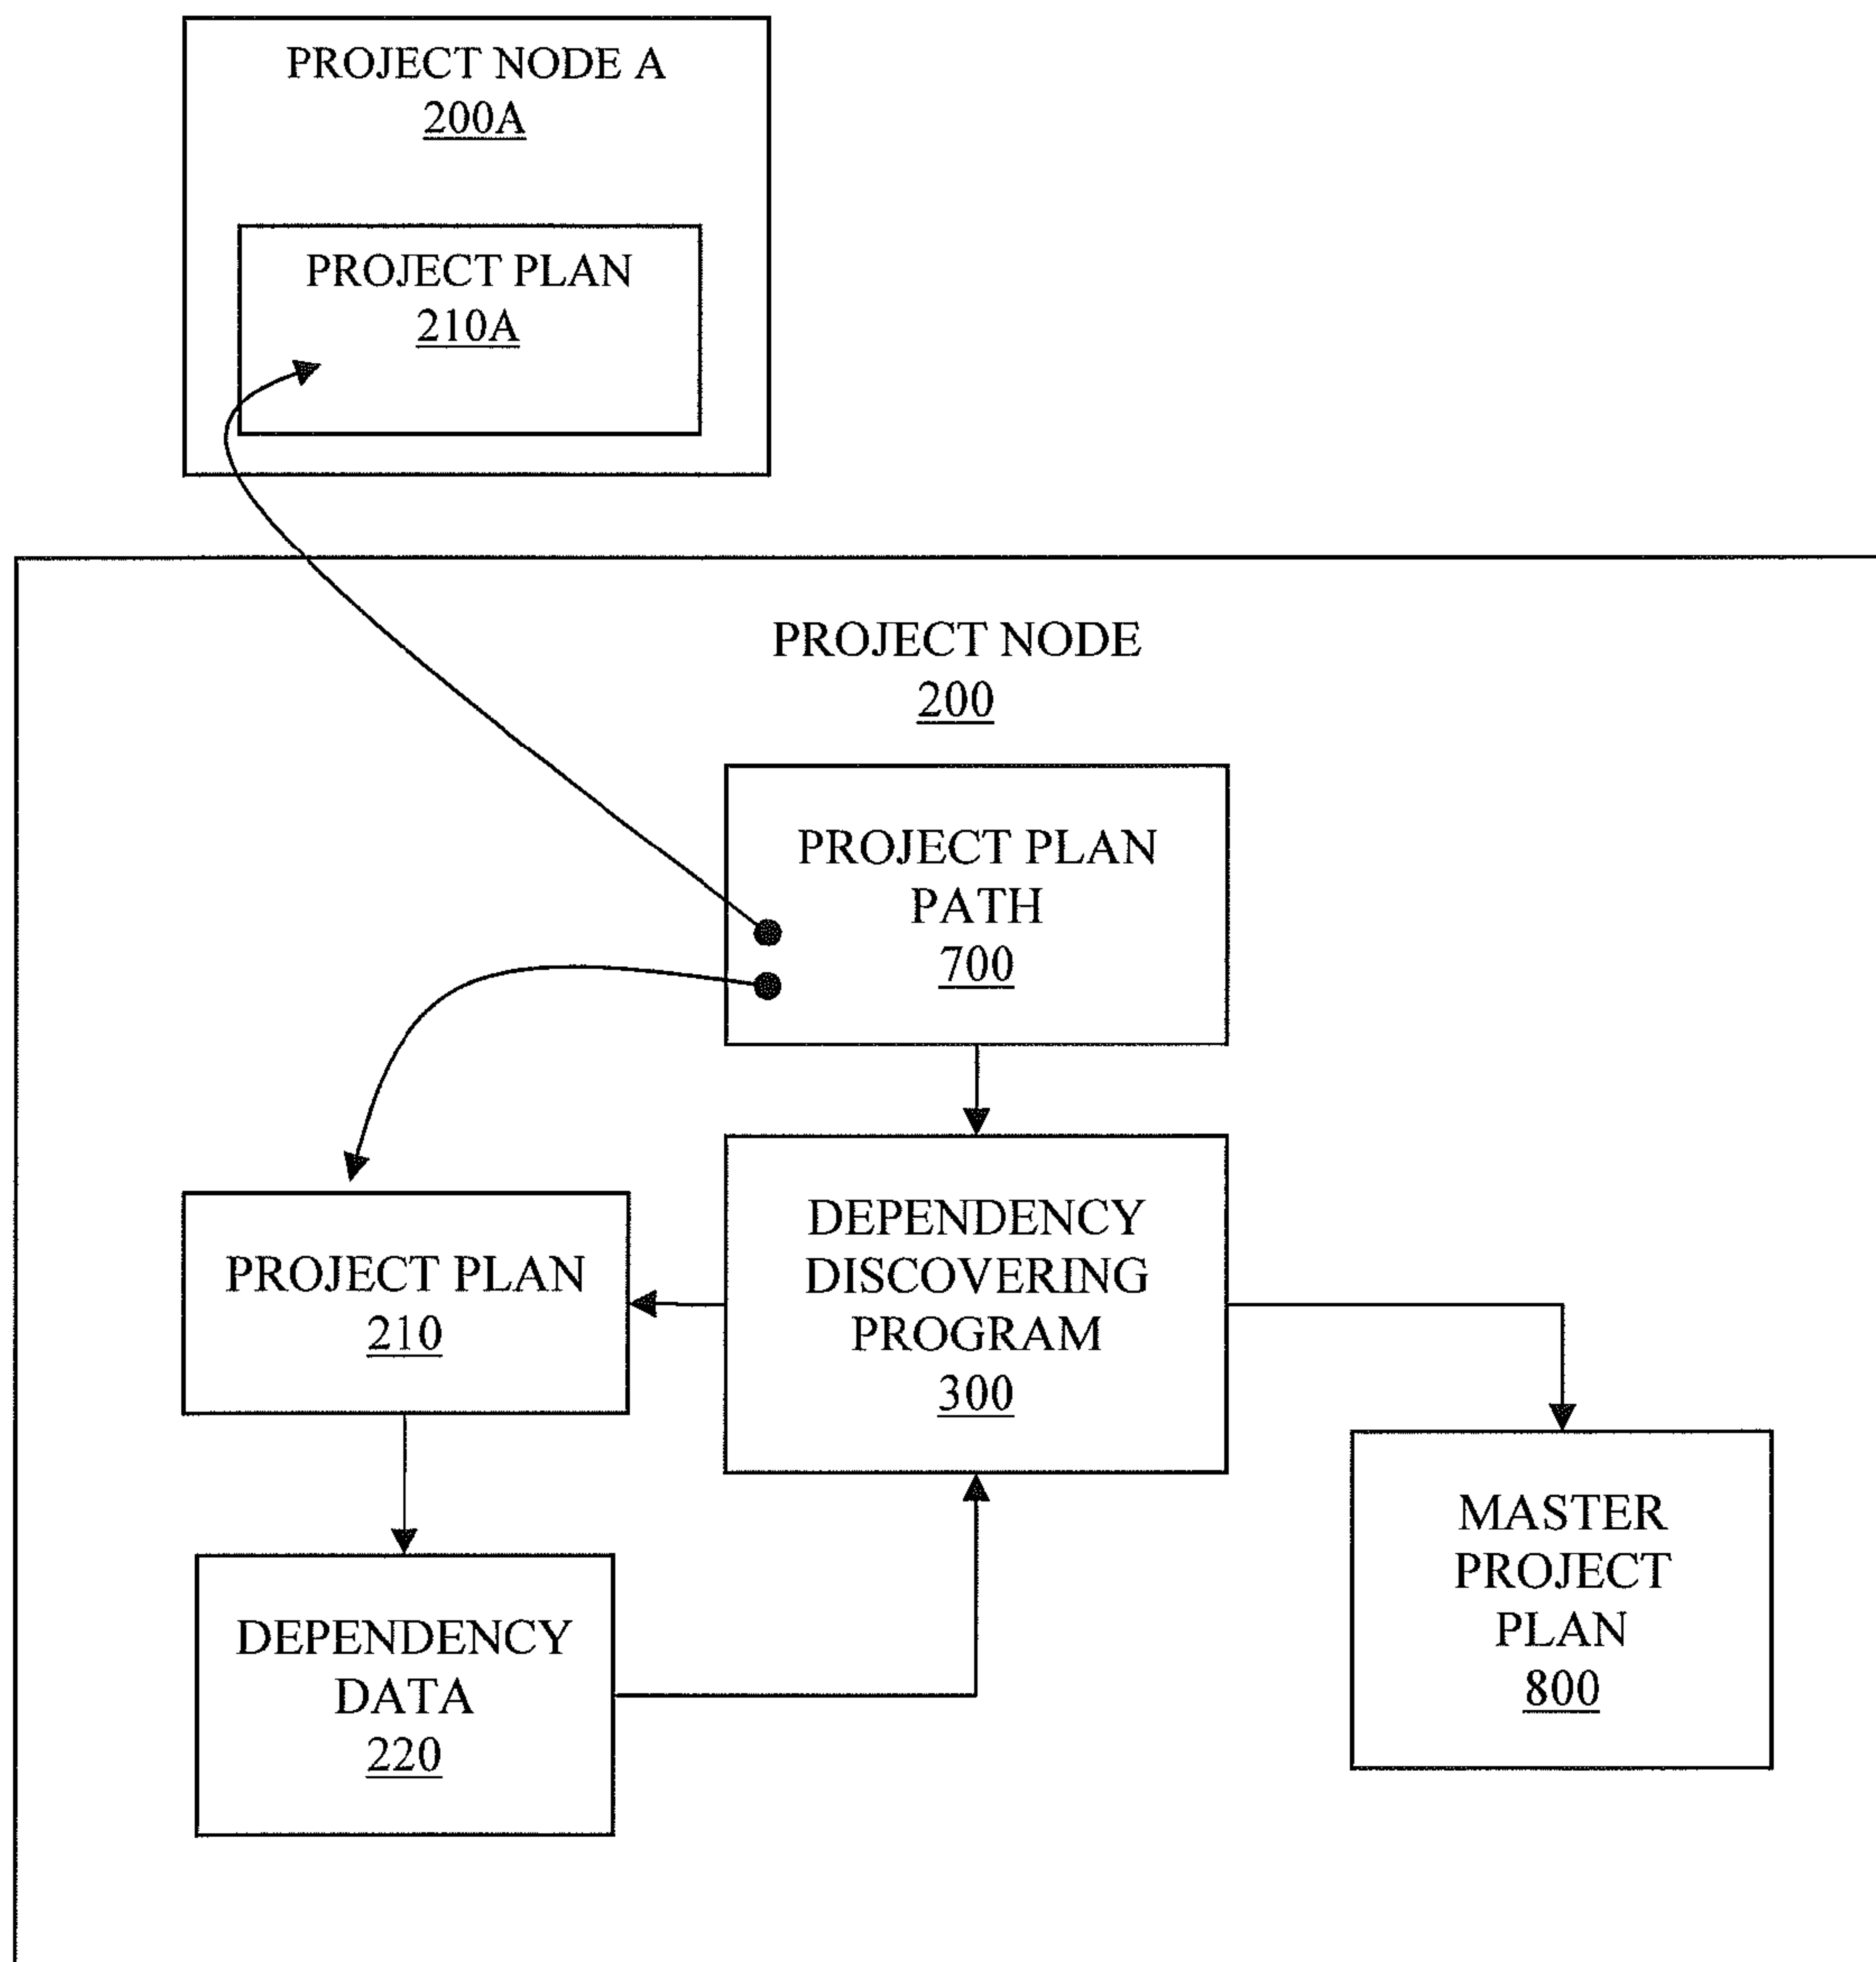 PROJECT NODE A
200A
PROJECT PLAN
210A
PROJECT NODE
200
PROJECT PLAN
PATH
700
DEPENDENCY
DISCOVERING
PROGRAM
300
PROJECT PLAN
210
MASTER
PROJECT
PLAN
800
DEPENDENCY
DATA
220